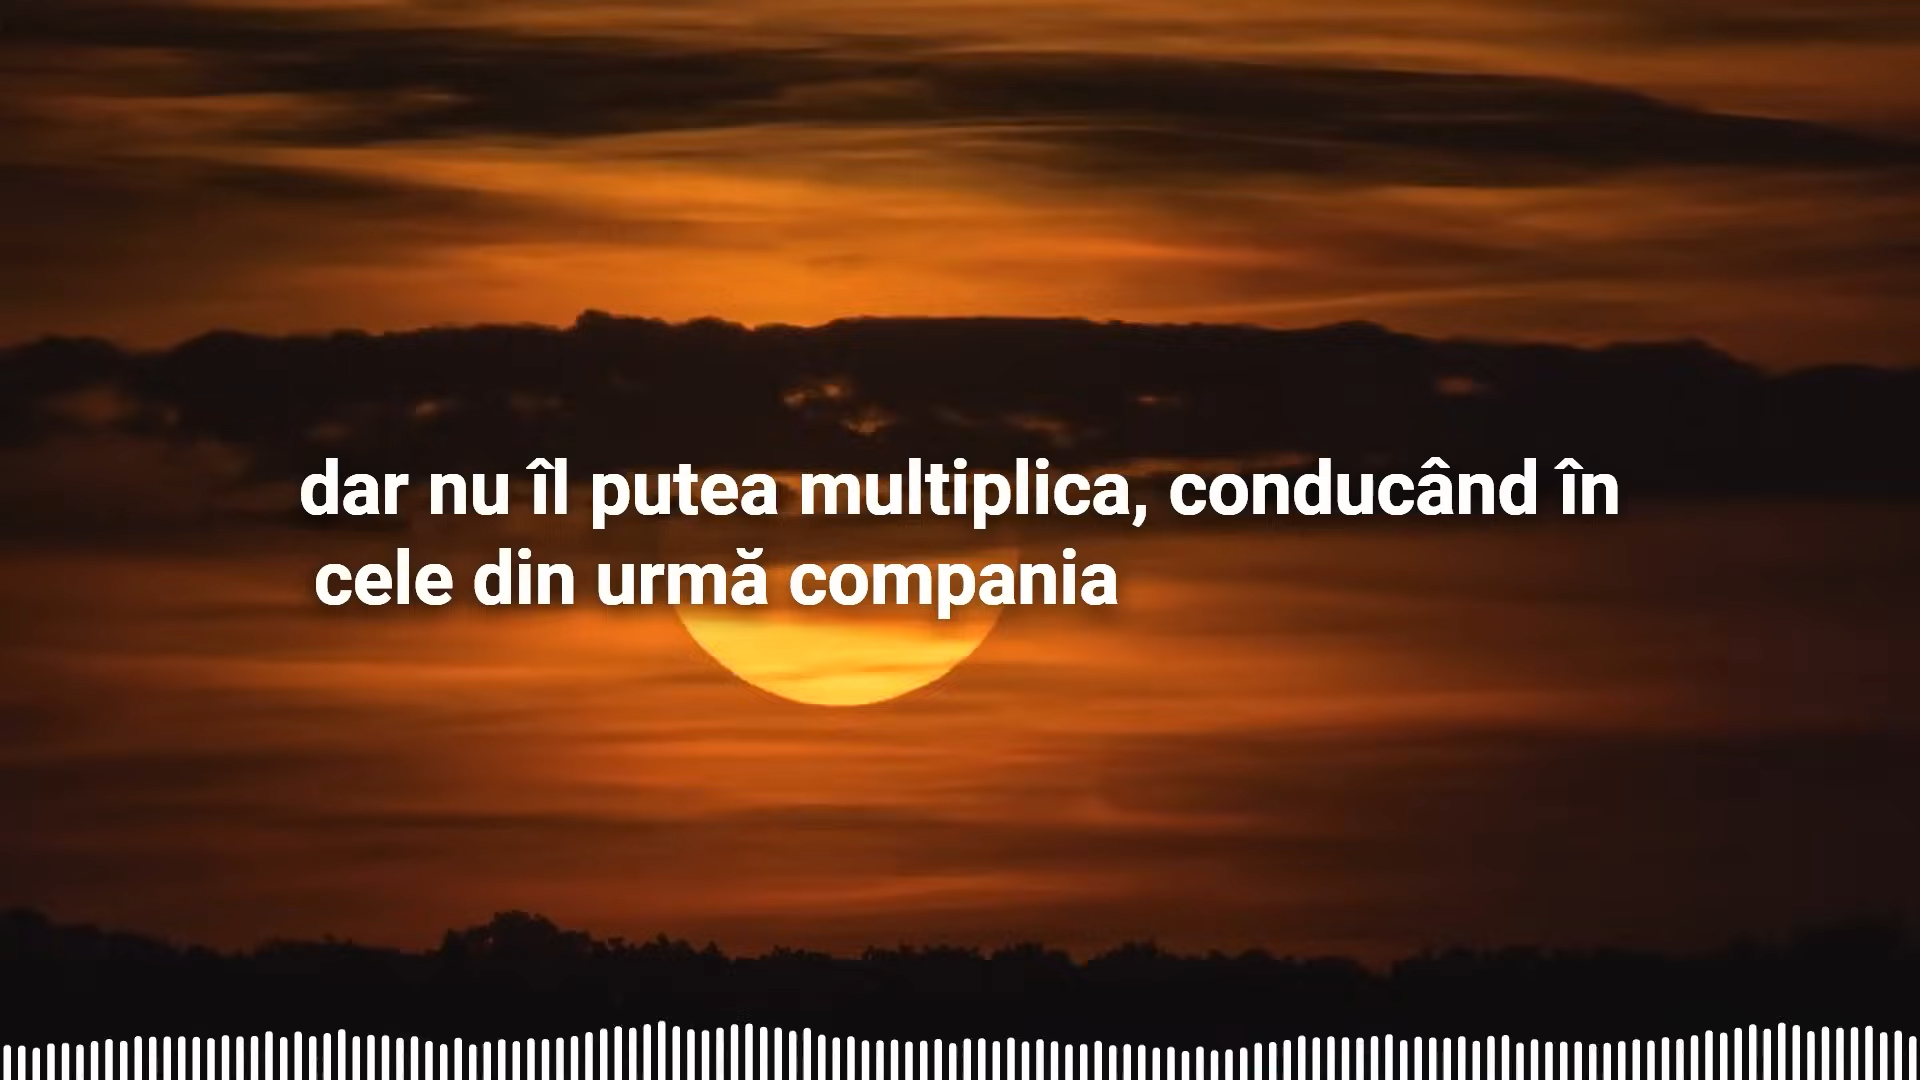 dar nu îl putea multiplica, conducând în
cele din urmă compania